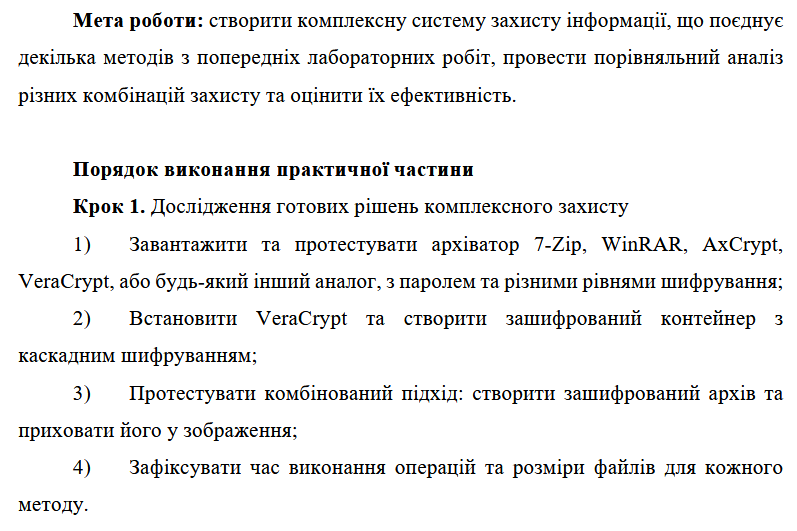 Мета роботи: створити комплексну систему захисту інформації, що поєднує
декілька методів з попередніх лабораторних робіт, провести порівняльний аналіз
різних комбінацій захисту та оцінити їх ефективність.
Порядок виконання практичної частини
Крок 1. Дослідження готових рішень комплексного захисту
1) Завантажити та протестувати архіватор 7-Zip, WinRAR, AxCrypt,
VeraCrypt, або будь-який інший аналог, з паролем та різними рівнями шифрування;
2) Встановити VeraCrypt та створити зашифрований контейнер з
каскадним шифруванням;
3) Протестувати комбінований підхід: створити зашифрований архів та
приховати його у зображення;
4) Зафіксувати час виконання операцій та розміри файлів для кожного
методу.